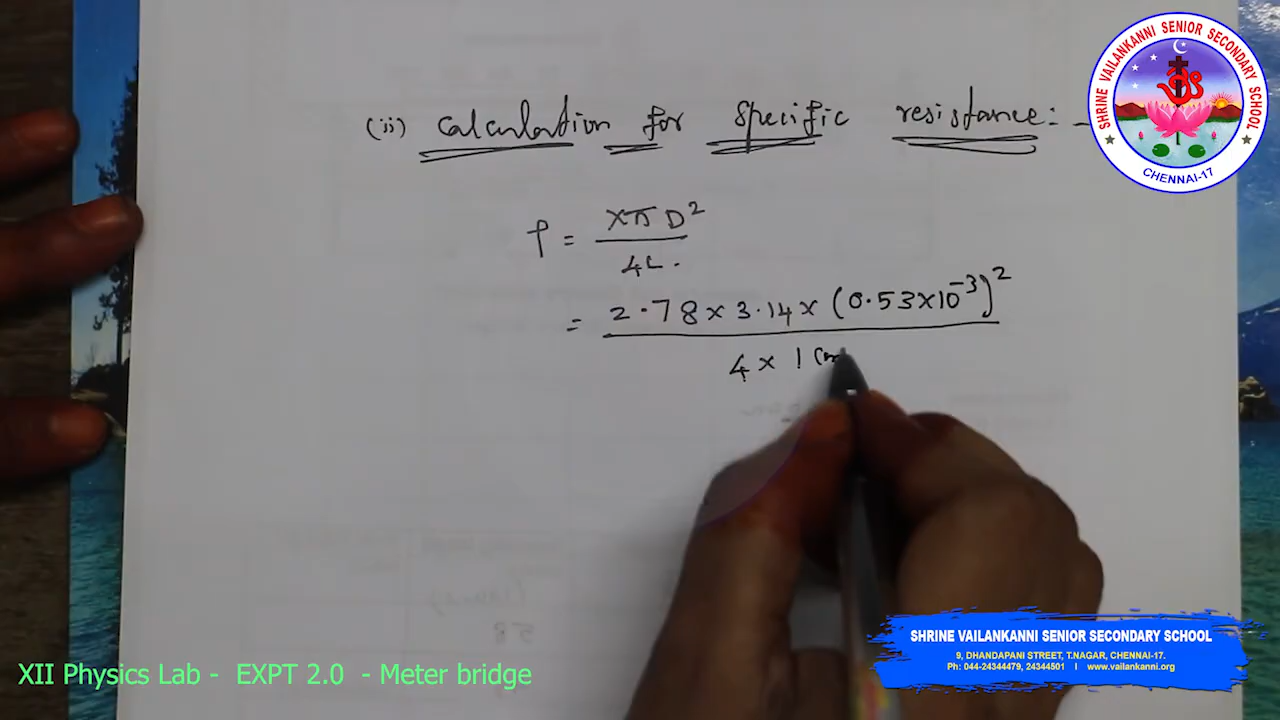 (ii) Calculation for specific resistance: -
ρ = XπD²
4L.
= 2.78 x 3.14 x (0.53x10⁻³)²
4 x 1
SHRINE VAILANKANNI SENIOR SECONDARY SCHOOL
CHENNAI-17
58
SHRINE VAILANKANNI SENIOR SECONDARY SCHOOL
9, DHANDAPANI STREET, T.NAGAR, CHENNAI-17.
Ph: 044-24344479, 24344501 I www.vailankanni.org
XII Physics Lab - EXPT 2.0 - Meter bridge